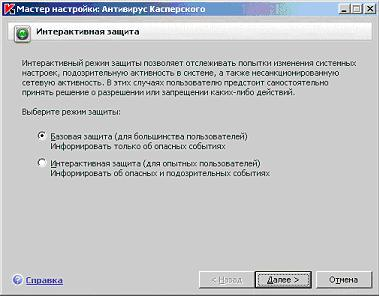 Мастер настройки: Антивирус Касперского
Интерактивная защита
Интерактивный режим защиты позволяет отслеживать попытки изменения системных
настроек, подозрительную активность в системе, а также несанкционированную
сетевую активность. В этих случаях пользователю предстоит самостоятельно
принять решение о разрешении или запрещении каких-либо действий.
Выберите режим защиты:
Базовая защита (для большинства пользователей)
Информировать только об опасных событиях
Интерактивная защита (для опытных пользователей)
Информировать об опасных и подозрительных событиях
Справка
< Назад
Далее >
Отмена